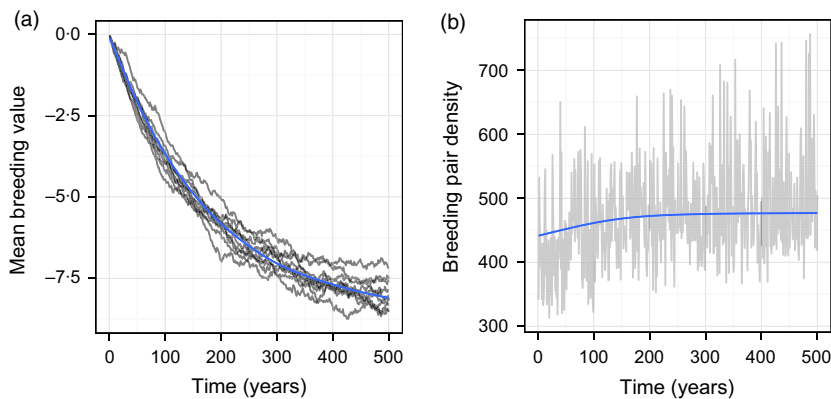 (a)
0·0
−2·5
−5·0
−7·5
Mean breeding value
0 100 200 300 400 500
Time (years)
(b)
700
600
500
400
300
Breeding pair density
0 100 200 300 400 500
Time (years)